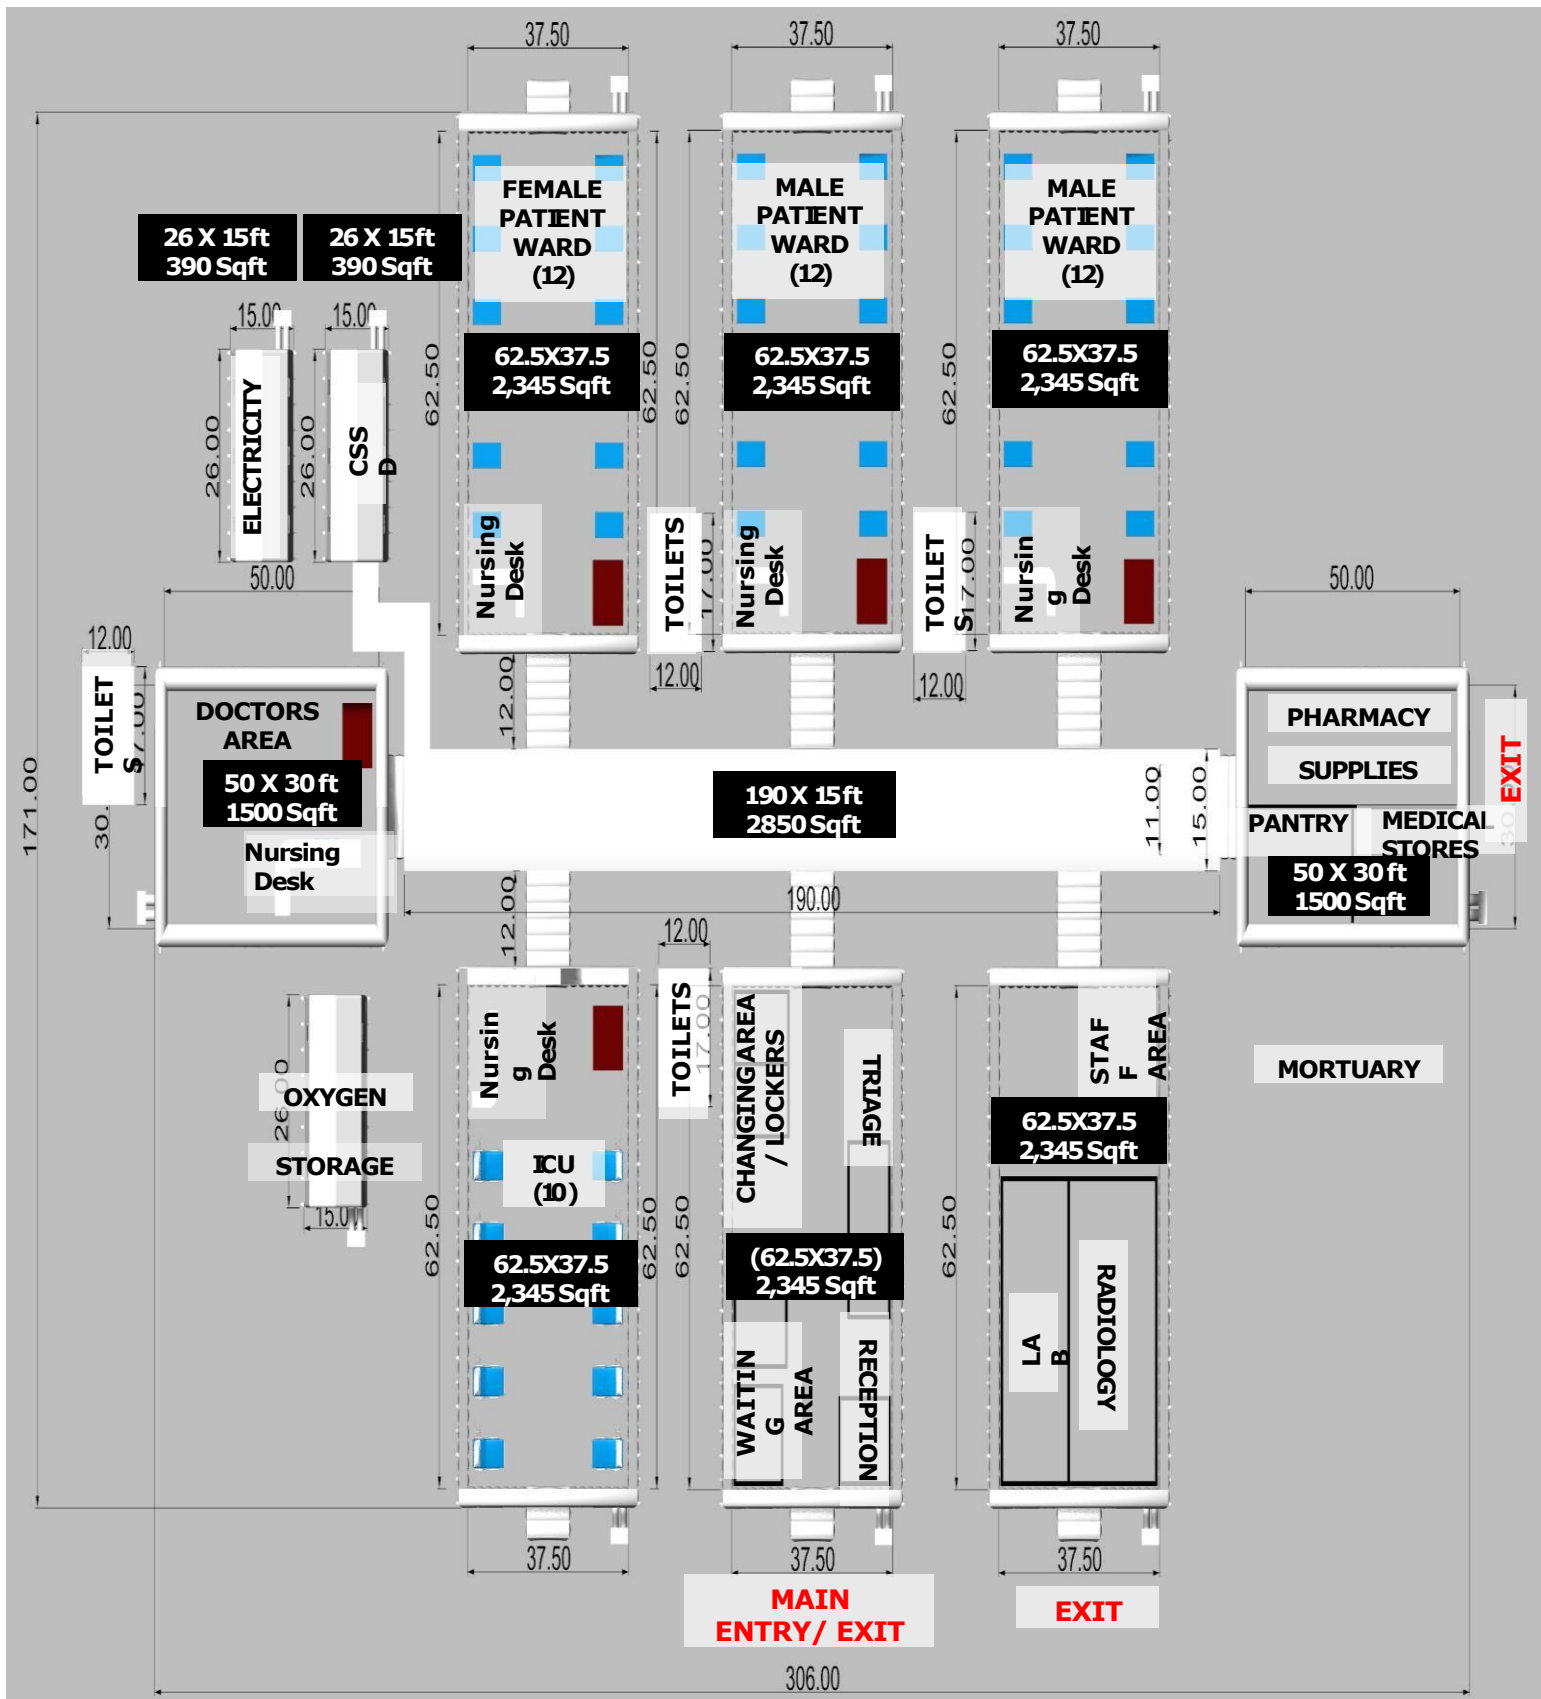 37.50
37.50
37.50
FEMALE
PATIENT
WARD
(12)
MALE
PATIENT
WARD
(12)
MALE
PATIENT
WARD
(12)
26 X 15ft
390 Sqft
26 X 15ft
390 Sqft
15.00
15.00
62.5X37.5
2,345 Sqft
62.5X37.5
2,345 Sqft
62.5X37.5
2,345 Sqft
62.50
62.50
62.50
62.50
26.00
ELECTRICITY
26.00
CSS
D
Nursing
Desk
TOILETS
17.00
Nursing
Desk
TOILET
S
17.00
Nursin
g Desk
50.00
50.00
12.00
12.00
12.00
12.00
TOILET
S
17.00
DOCTORS
AREA
50 X 30 ft
1500 Sqft
Nursing
Desk
30.
171.00
190 X 15ft
2850 Sqft
11.00
15.00
190.00
PHARMACY
SUPPLIES
PANTRY
MEDICAL
STORES
50 X 30 ft
1500 Sqft
EXIT
12.00
12.00
TOILETS
17.00
26.00
OXYGEN
STORAGE
15.00
Nursin
g Desk
ICU
(10)
62.50
62.5X37.5
2,345 Sqft
62.50
62.50
CHANGING AREA
/ LOCKERS
TRIAGE
(62.5X37.5)
2,345 Sqft
WAITIN
G AREA
RECEPTION
62.50
STAF
F AREA
62.5X37.5
2,345 Sqft
LA
B
RADIOLOGY
MORTUARY
37.50
37.50
37.50
MAIN
ENTRY/ EXIT
EXIT
306.00